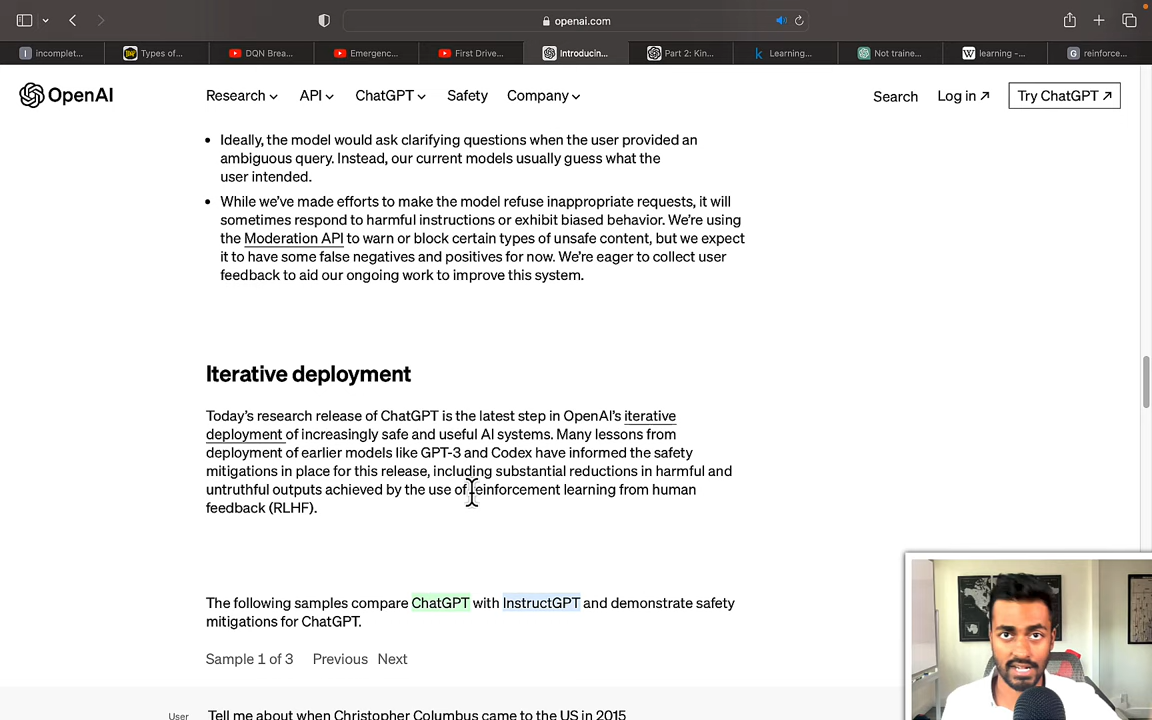 openai.com
incomplet...
Types of...
DQN Brea...
Emergenc...
First Drive...
Introducin...
Part 2: Kin...
Learning...
Not traine...
learning -...
reinforce...
OpenAI
Research
API
ChatGPT
Safety
Company
Search
Log in ↗
Try ChatGPT ↗
• Ideally, the model would ask clarifying questions when the user provided an
ambiguous query. Instead, our current models usually guess what the
user intended.
• While we've made efforts to make the model refuse inappropriate requests, it will
sometimes respond to harmful instructions or exhibit biased behavior. We're using
the Moderation API to warn or block certain types of unsafe content, but we expect
it to have some false negatives and positives for now. We're eager to collect user
feedback to aid our ongoing work to improve this system.
Iterative deployment
Today's research release of ChatGPT is the latest step in OpenAI's iterative
deployment of increasingly safe and useful AI systems. Many lessons from
deployment of earlier models like GPT-3 and Codex have informed the safety
mitigations in place for this release, including substantial reductions in harmful and
untruthful outputs achieved by the use of reinforcement learning from human
feedback (RLHF).
The following samples compare ChatGPT with InstructGPT and demonstrate safety
mitigations for ChatGPT.
Sample 1 of 3
Previous
Next
User
Tell me about when Christopher Columbus came to the US in 2015